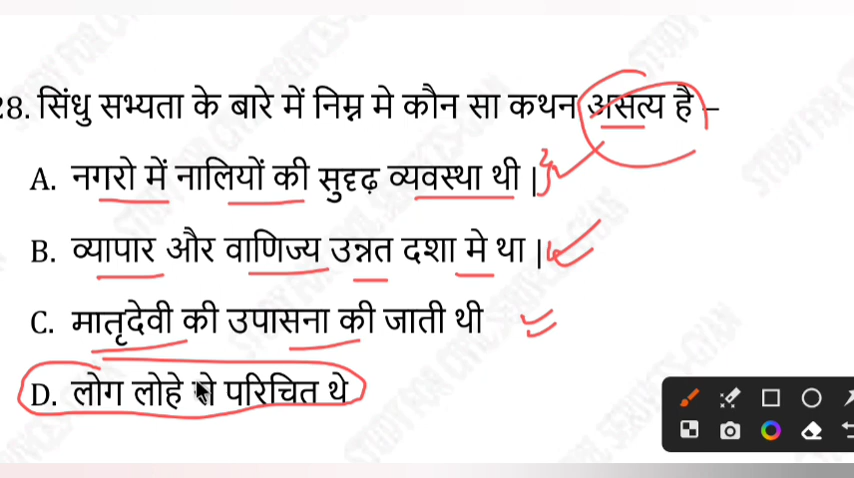 28. सिंधु सभ्यता के बारे में निम्न मे कौन सा कथन असत्य है –
A. नगरो में नालियों की सुदृढ़ व्यवस्था थी |
B. व्यापार और वाणिज्य उन्नत दशा मे था |
C. मातृदेवी की उपासना की जाती थी
D. लोग लोहे से परिचित थे